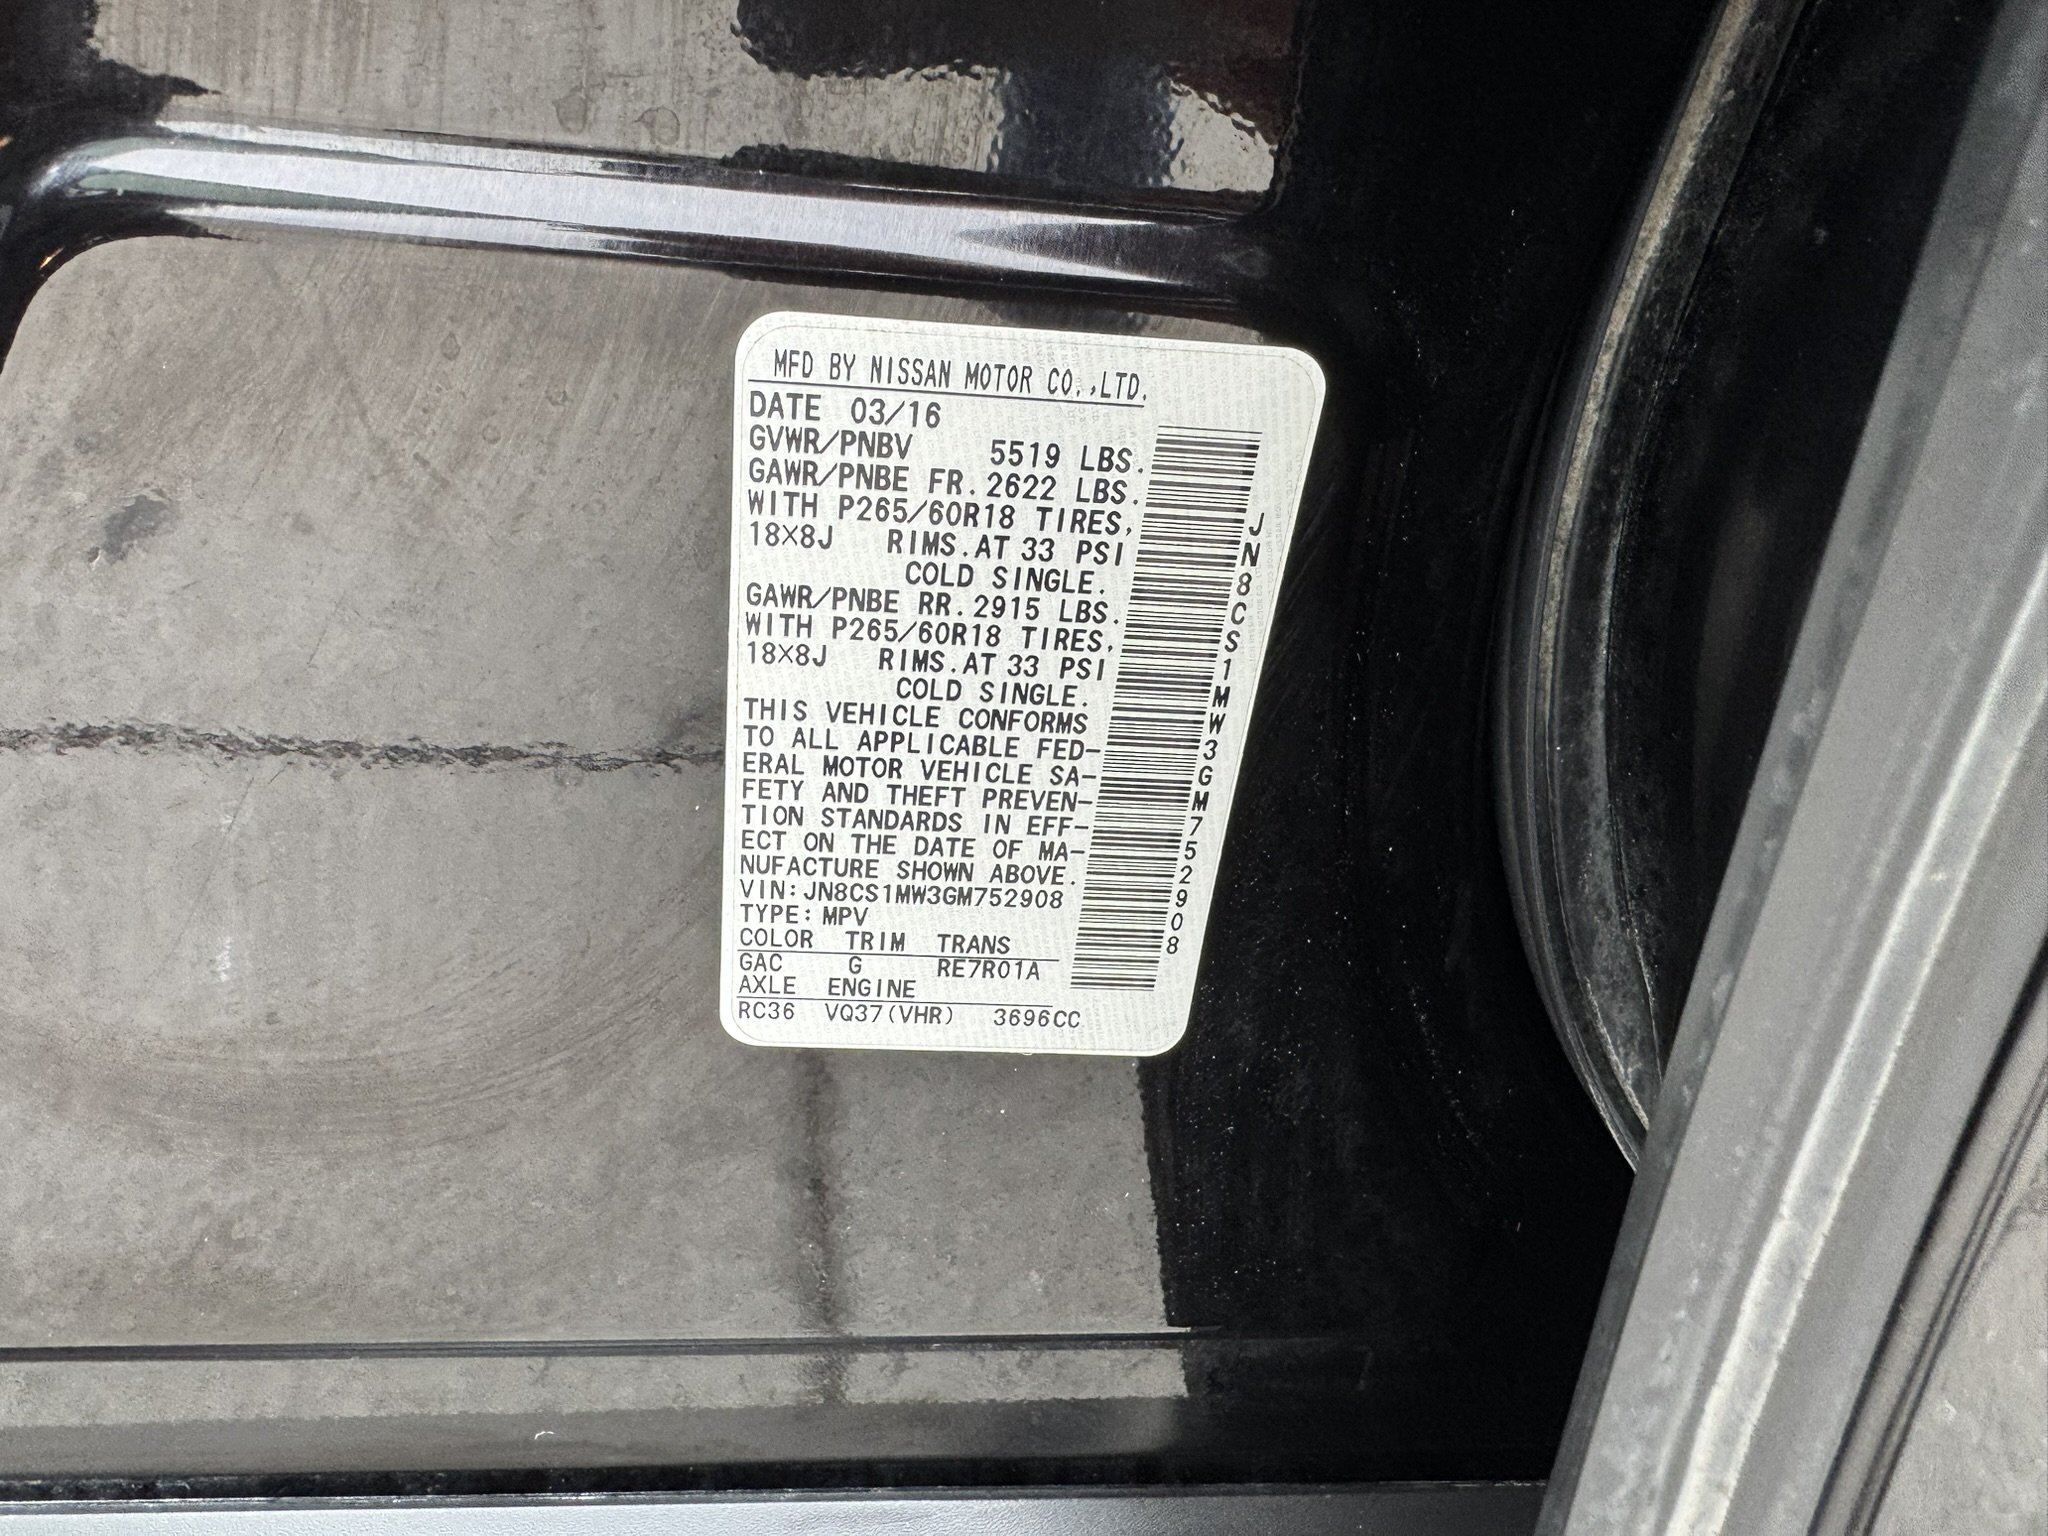 MFD BY NISSAN MOTOR CO.,LTD.
DATE 03/16
GVWR/PNBV 5519 LBS.
GAWR/PNBE FR.2622 LBS.
WITH P265/60R18 TIRES,
18X8J RIMS.AT 33 PSI
COLD SINGLE.
GAWR/PNBE RR.2915 LBS.
WITH P265/60R18 TIRES,
18X8J RIMS.AT 33 PSI
COLD SINGLE.
THIS VEHICLE CONFORMS
TO ALL APPLICABLE FED-
ERAL MOTOR VEHICLE SA-
FETY AND THEFT PREVEN-
TION STANDARDS IN EFF-
ECT ON THE DATE OF MA-
NUFACTURE SHOWN ABOVE.
VIN:JN8CS1MW3GM752908
TYPE:MPV
COLOR TRIM TRANS
GAC G RE7R01A
AXLE ENGINE
RC36 VQ37(VHR) 3696CC
JN8CS1MW3GM752908